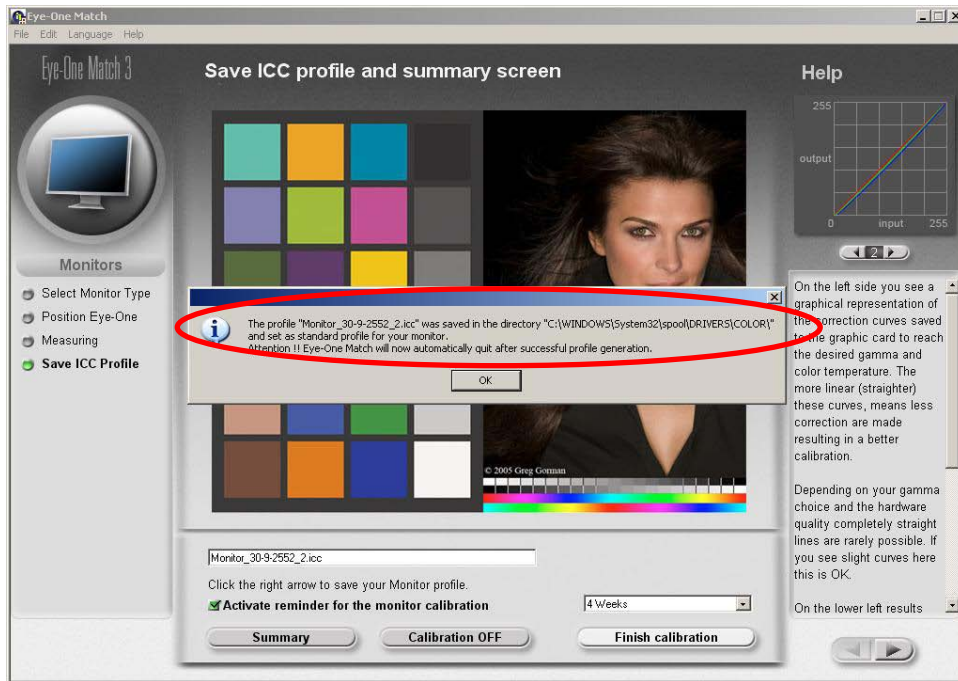 Eye-One Match
File Edit Language Help
Eye-One Match 3
Save ICC profile and summary screen
Help
255
output
0 input 255
2
Monitors
Select Monitor Type
Position Eye-One
Measuring
Save ICC Profile
The profile "Monitor_30-9-2552_2.icc" was saved in the directory "C:\WINDOWS\System32\spool\DRIVERS\COLOR\"
and set as standard profile for your monitor.
Attention !! Eye-One Match will now automatically quit after successful profile generation.
OK
© 2005 Greg Gorman
On the left side you see a
graphical representation of
the correction curves saved
to the graphic card to reach
the desired gamma and
color temperature. The
more linear (straighter)
these curves, means less
correction are made
resulting in a better
calibration.
Depending on your gamma
choice and the hardware
quality completely straight
lines are rarely possible. If
you see slight curves here
this is OK.
On the lower left results
Monitor_30-9-2552_2.icc
Click the right arrow to save your Monitor profile.
Activate reminder for the monitor calibration
4 Weeks
Summary
Calibration OFF
Finish calibration